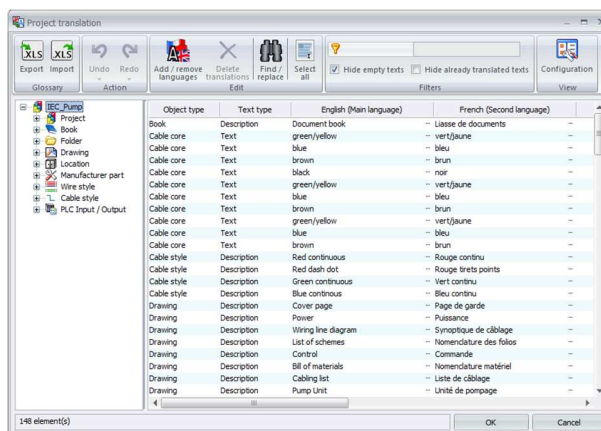 Project translation
XLS XLS
Export Import Undo Redo Add / remove languages Delete translations Find / replace Select all Hide empty texts Hide already translated texts Configuration
Glossary Action Edit Filters View
IEC_Pump
Project
Book
Folder
Drawing
Location
Manufacturer part
Wire style
Cable style
PLC Input / Output
Object type Text type English (Main language) French (Second language)
Book Description Document book ... Liasse de documents ...
Cable core Text green/yellow ... vert/jaune ...
Cable core Text blue ... bleu ...
Cable core Text brown ... brun ...
Cable core Text black ... noir ...
Cable core Text green/yellow ... vert/jaune ...
Cable core Text blue ... bleu ...
Cable core Text brown ... brun ...
Cable core Text green/yellow ... vert/jaune ...
Cable core Text blue ... bleu ...
Cable core Text brown ... brun ...
Cable style Description Red continuous ... Rouge continu ...
Cable style Description Red dash dot ... Rouge tirets points ...
Cable style Description Green continuous ... Vert continu ...
Cable style Description Blue continous ... Bleu continu ...
Drawing Description Cover page ... Page de garde ...
Drawing Description Power ... Puissance ...
Drawing Description Wiring line diagram ... Synoptique de câblage ...
Drawing Description List of schemes ... Nomenclature des folios ...
Drawing Description Control ... Commande ...
Drawing Description Bill of materials ... Nomenclature matériel ...
Drawing Description Cabling list ... Liste de câblage ...
Drawing Description Pump Unit ... Unité de pompage ...
148 element(s) OK Cancel